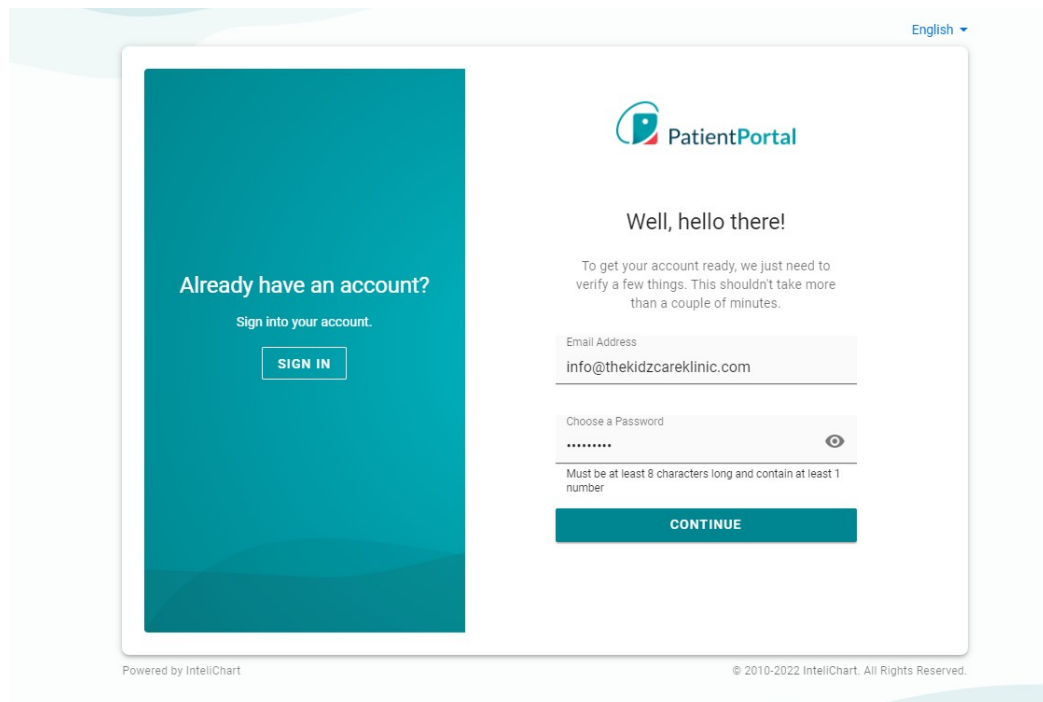 English
Already have an account?
Sign into your account.
SIGN IN
PatientPortal
Well, hello there!
To get your account ready, we just need to
verify a few things. This shouldn't take more
than a couple of minutes.
Email Address
info@thekidzcareklinic.com
Choose a Password
•••••••••
Must be at least 8 characters long and contain at least 1
number
CONTINUE
Powered by InteliChart
© 2010-2022 InteliChart. All Rights Reserved.